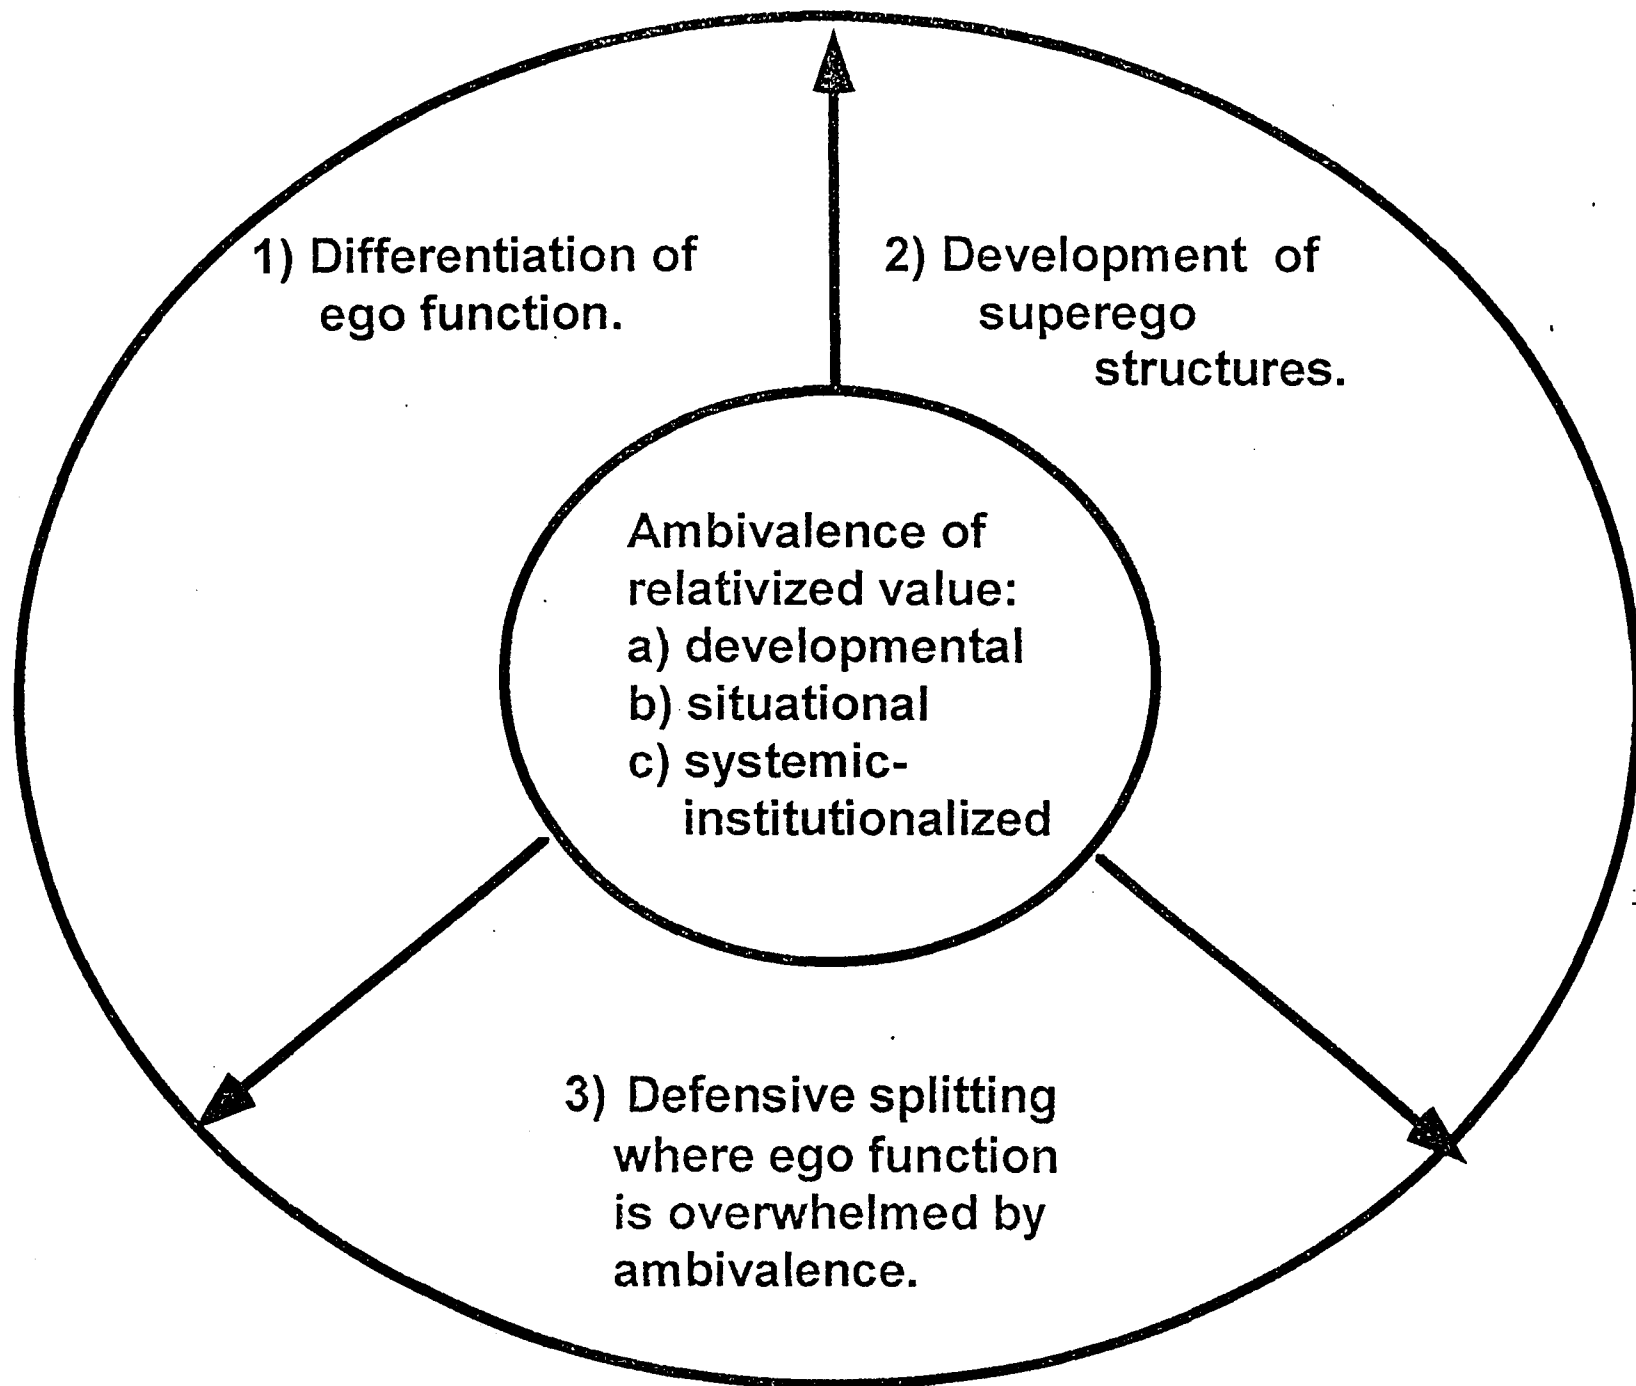 1) Differentiation of
ego function.
2) Development of
superego
structures.
Ambivalence of
relativized value:
a) developmental
b) situational
c) systemic-
institutionalized
3) Defensive splitting
where ego function
is overwhelmed by
ambivalence.